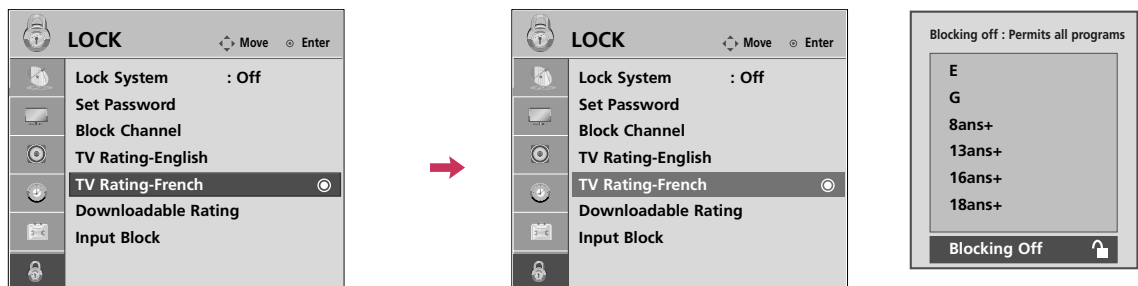 LOCK
Move
Enter
Lock System : Off
Set Password
Block Channel
TV Rating-English
TV Rating-French
Downloadable Rating
Input Block
LOCK
Move
Enter
Lock System : Off
Set Password
Block Channel
TV Rating-English
TV Rating-French
Downloadable Rating
Input Block
Blocking off : Permits all programs
E
G
8ans+
13ans+
16ans+
18ans+
Blocking Off